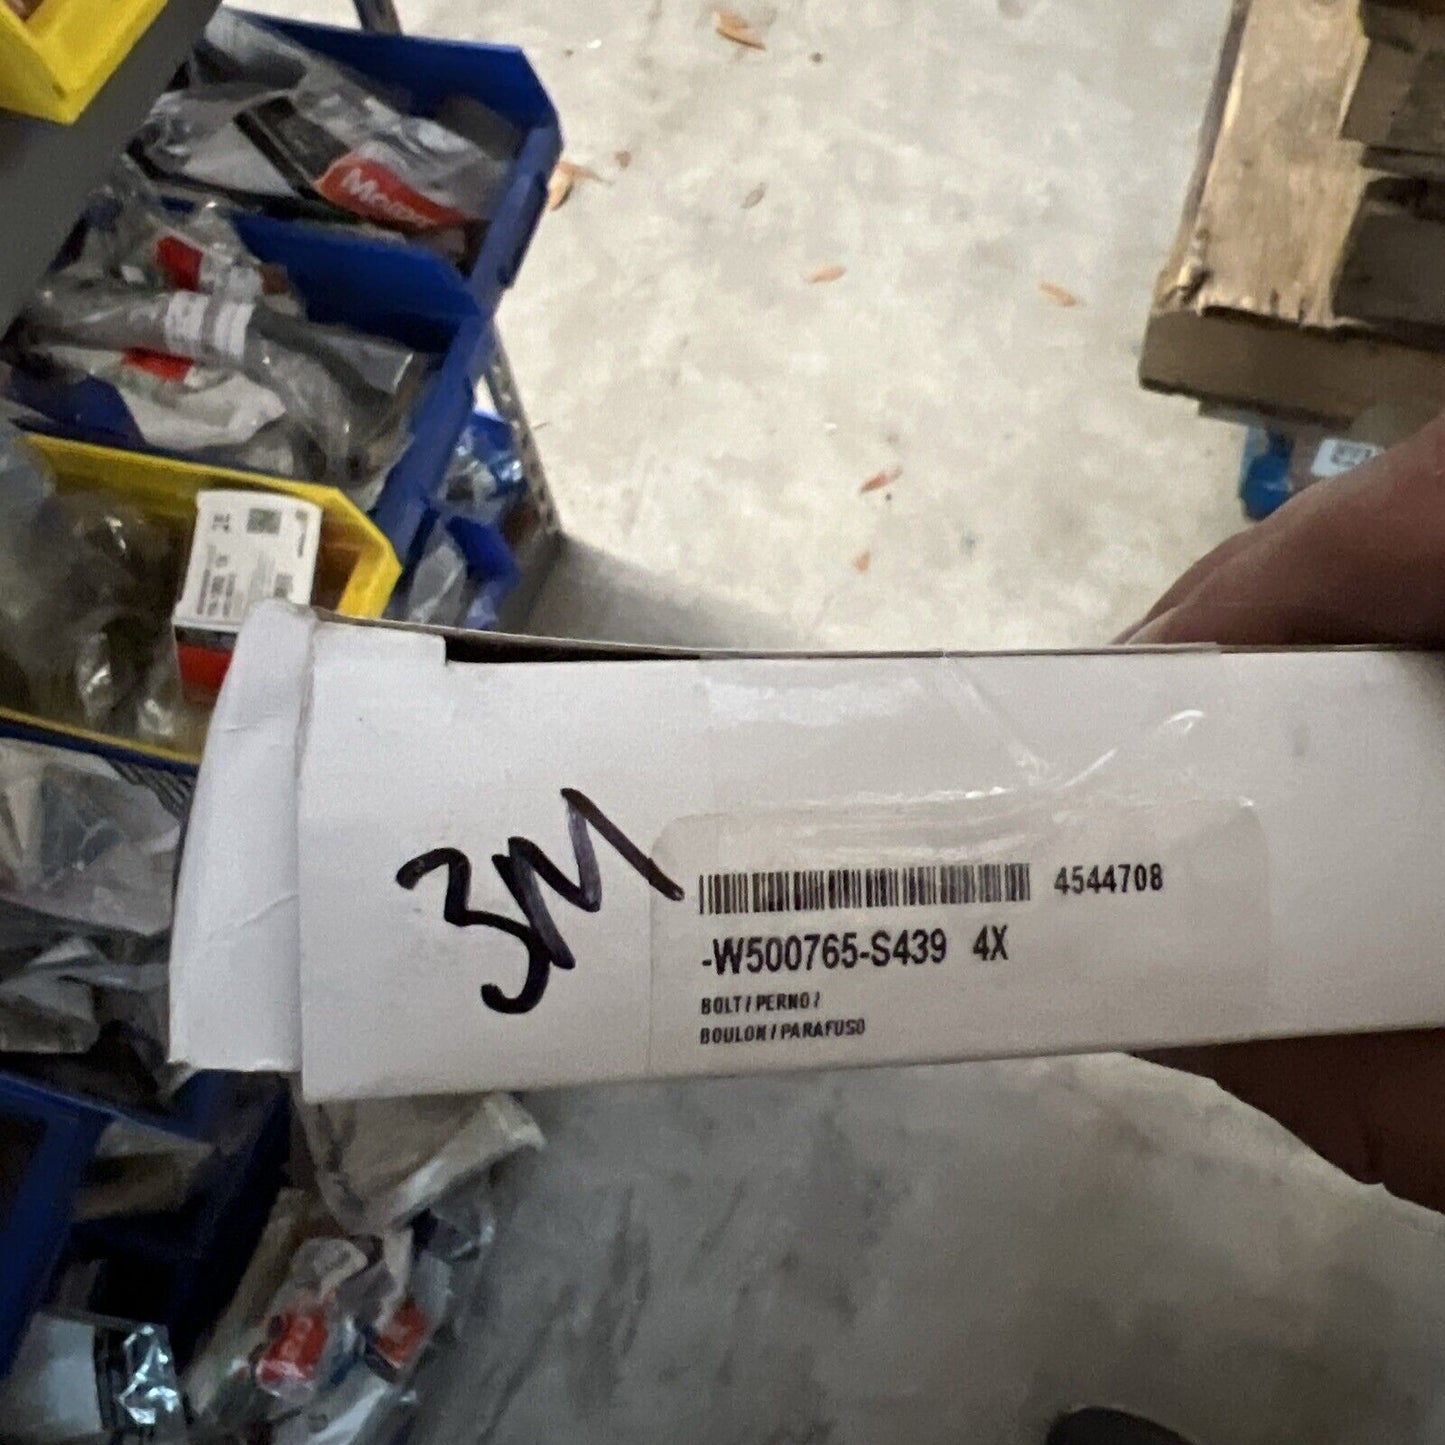 3M
4544708
-W500765-S439 4X
BOLT/PERNO/
BOULON/PARAFUSO